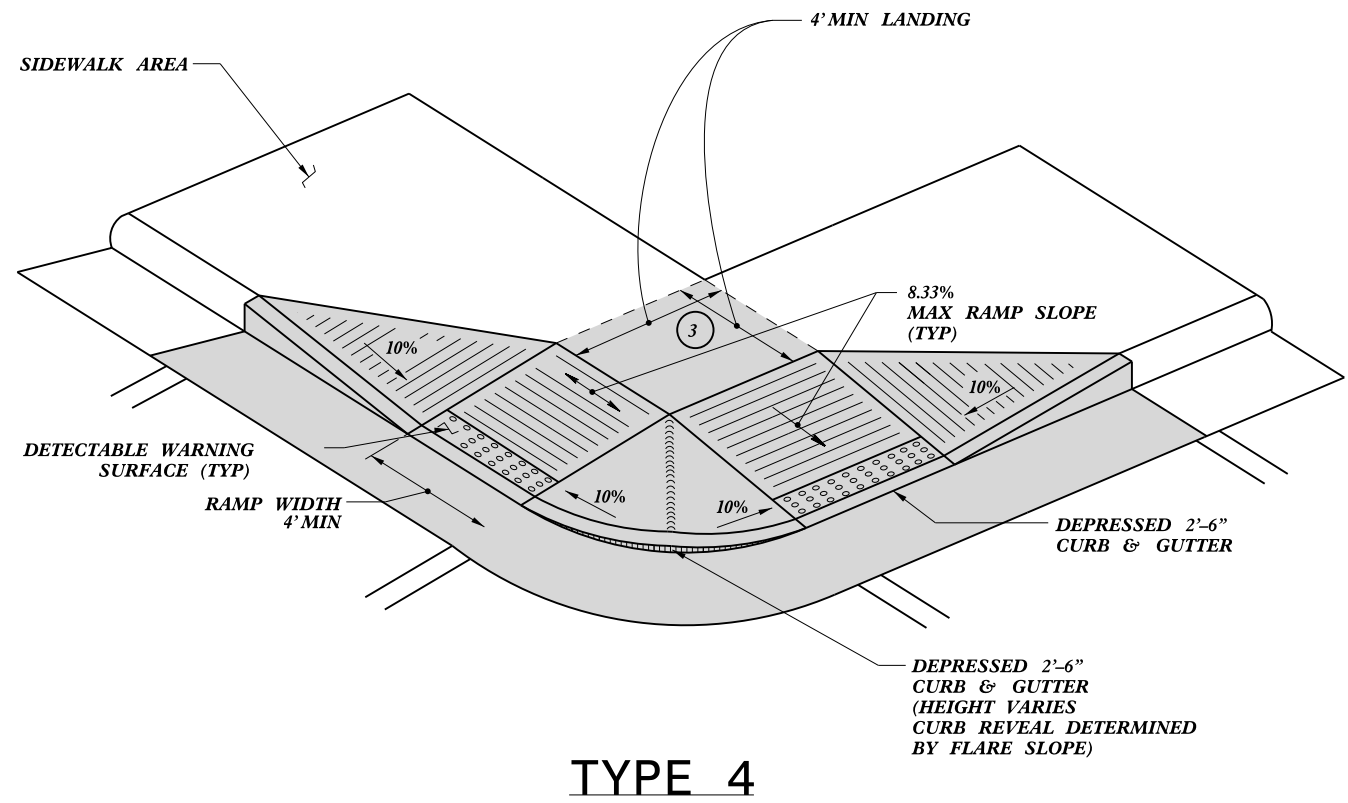 4' MIN LANDING
SIDEWALK AREA
8.33%
MAX RAMP SLOPE
(TYP)
3
10%
10%
DETECTABLE WARNING
SURFACE (TYP)
RAMP WIDTH
4' MIN
10%
10%
DEPRESSED 2'–6"
CURB & GUTTER
DEPRESSED 2'–6"
CURB & GUTTER
(HEIGHT VARIES
CURB REVEAL DETERMINED
BY FLARE SLOPE)
TYPE 4